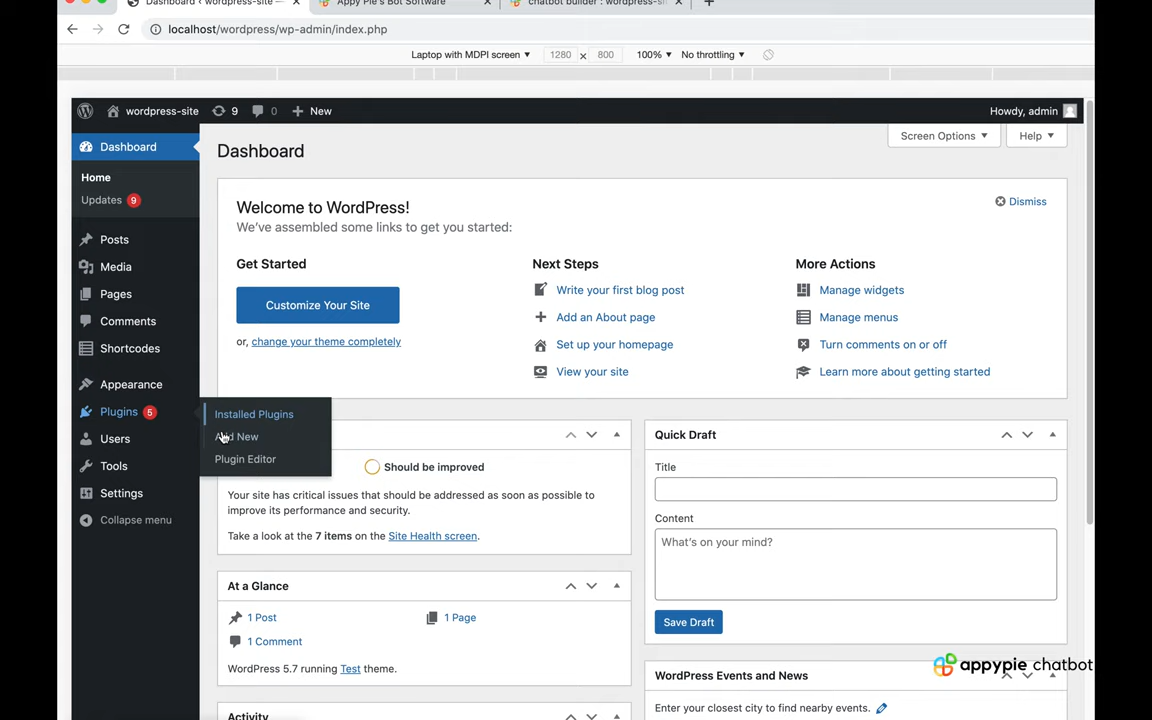 Dashboard ‹ wordpress-site —
Appy Pie's Bot Software
chatbot builder : wordpress-sit
localhost/wordpress/wp-admin/index.php
Laptop with MDPI screen ▼ 1280 × 800 100% ▼ No throttling ▼
wordpress-site 9 0 + New
Howdy, admin
Screen Options ▼ Help ▼
Dashboard
Home
Updates 9
Posts
Media
Pages
Comments
Shortcodes
Appearance
Plugins 5
Users
Tools
Settings
Collapse menu
Installed Plugins
Add New
Plugin Editor
Dashboard
Welcome to WordPress!
We've assembled some links to get you started:
Dismiss
Get Started
Customize Your Site
or, change your theme completely
Next Steps
Write your first blog post
Add an About page
Set up your homepage
View your site
More Actions
Manage widgets
Manage menus
Turn comments on or off
Learn more about getting started
Should be improved
Your site has critical issues that should be addressed as soon as possible to
improve its performance and security.
Take a look at the 7 items on the Site Health screen.
At a Glance
1 Post
1 Page
1 Comment
WordPress 5.7 running Test theme.
Activity
Quick Draft
Title
Content
What's on your mind?
Save Draft
WordPress Events and News
Enter your closest city to find nearby events.
appypie chatbot